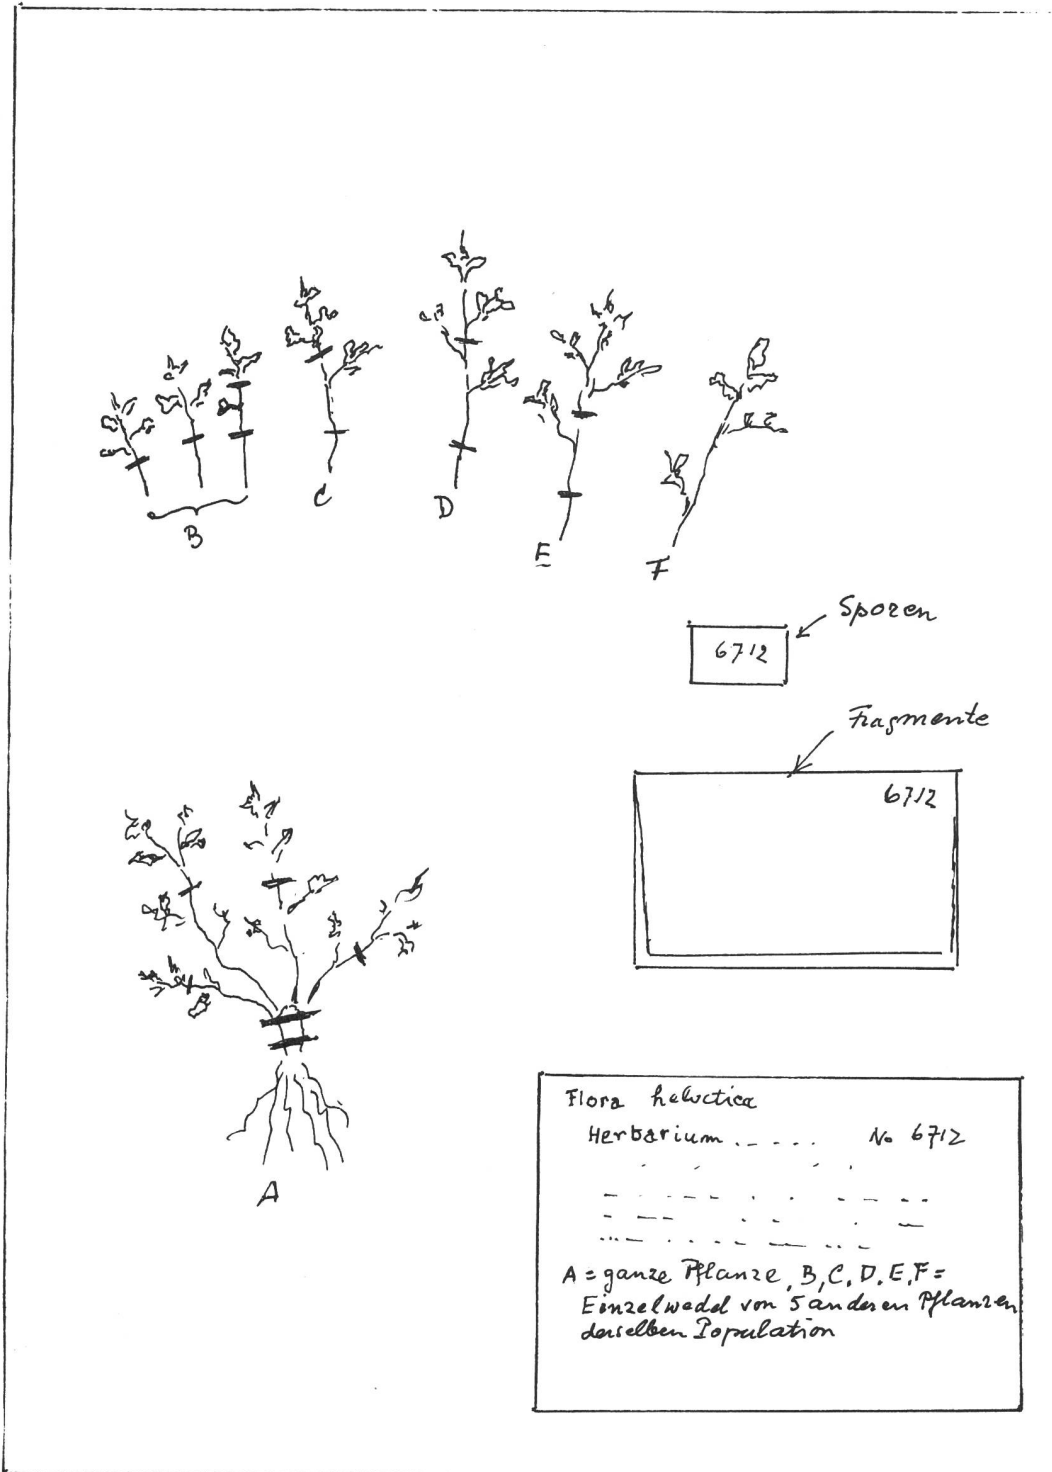 B
C
D
E
F
Sporen
6712
Fragmente
6712
A
Flora helvetica
Herbarium . . . . . No 6712
A = ganze Pflanze, B, C, D, E, F =
Einzelwedel von 5 anderen Pflanzen
derselben Population